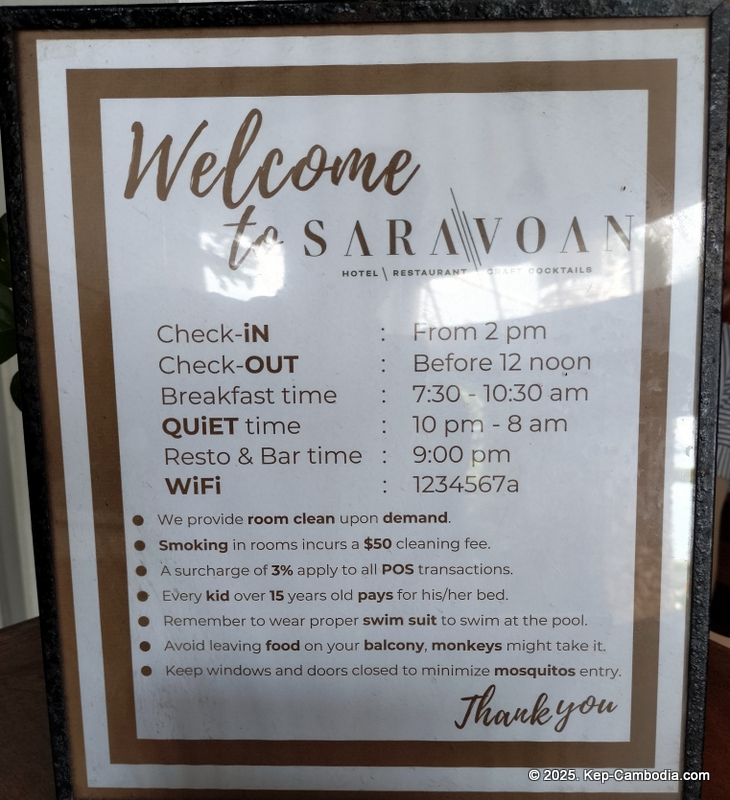 Welcome
to SARAVOAN
HOTEL \ RESTAURANT \ CRAFT COCKTAILS
Check-iN : From 2 pm
Check-OUT : Before 12 noon
Breakfast time : 7:30 - 10:30 am
QUiET time : 10 pm - 8 am
Resto & Bar time : 9:00 pm
WiFi : 1234567a
• We provide room clean upon demand.
• Smoking in rooms incurs a $50 cleaning fee.
• A surcharge of 3% apply to all POS transactions.
• Every kid over 15 years old pays for his/her bed.
• Remember to wear proper swim suit to swim at the pool.
• Avoid leaving food on your balcony, monkeys might take it.
• Keep windows and doors closed to minimize mosquitos entry.
Thank you
© 2025. Kep-Cambodia.com